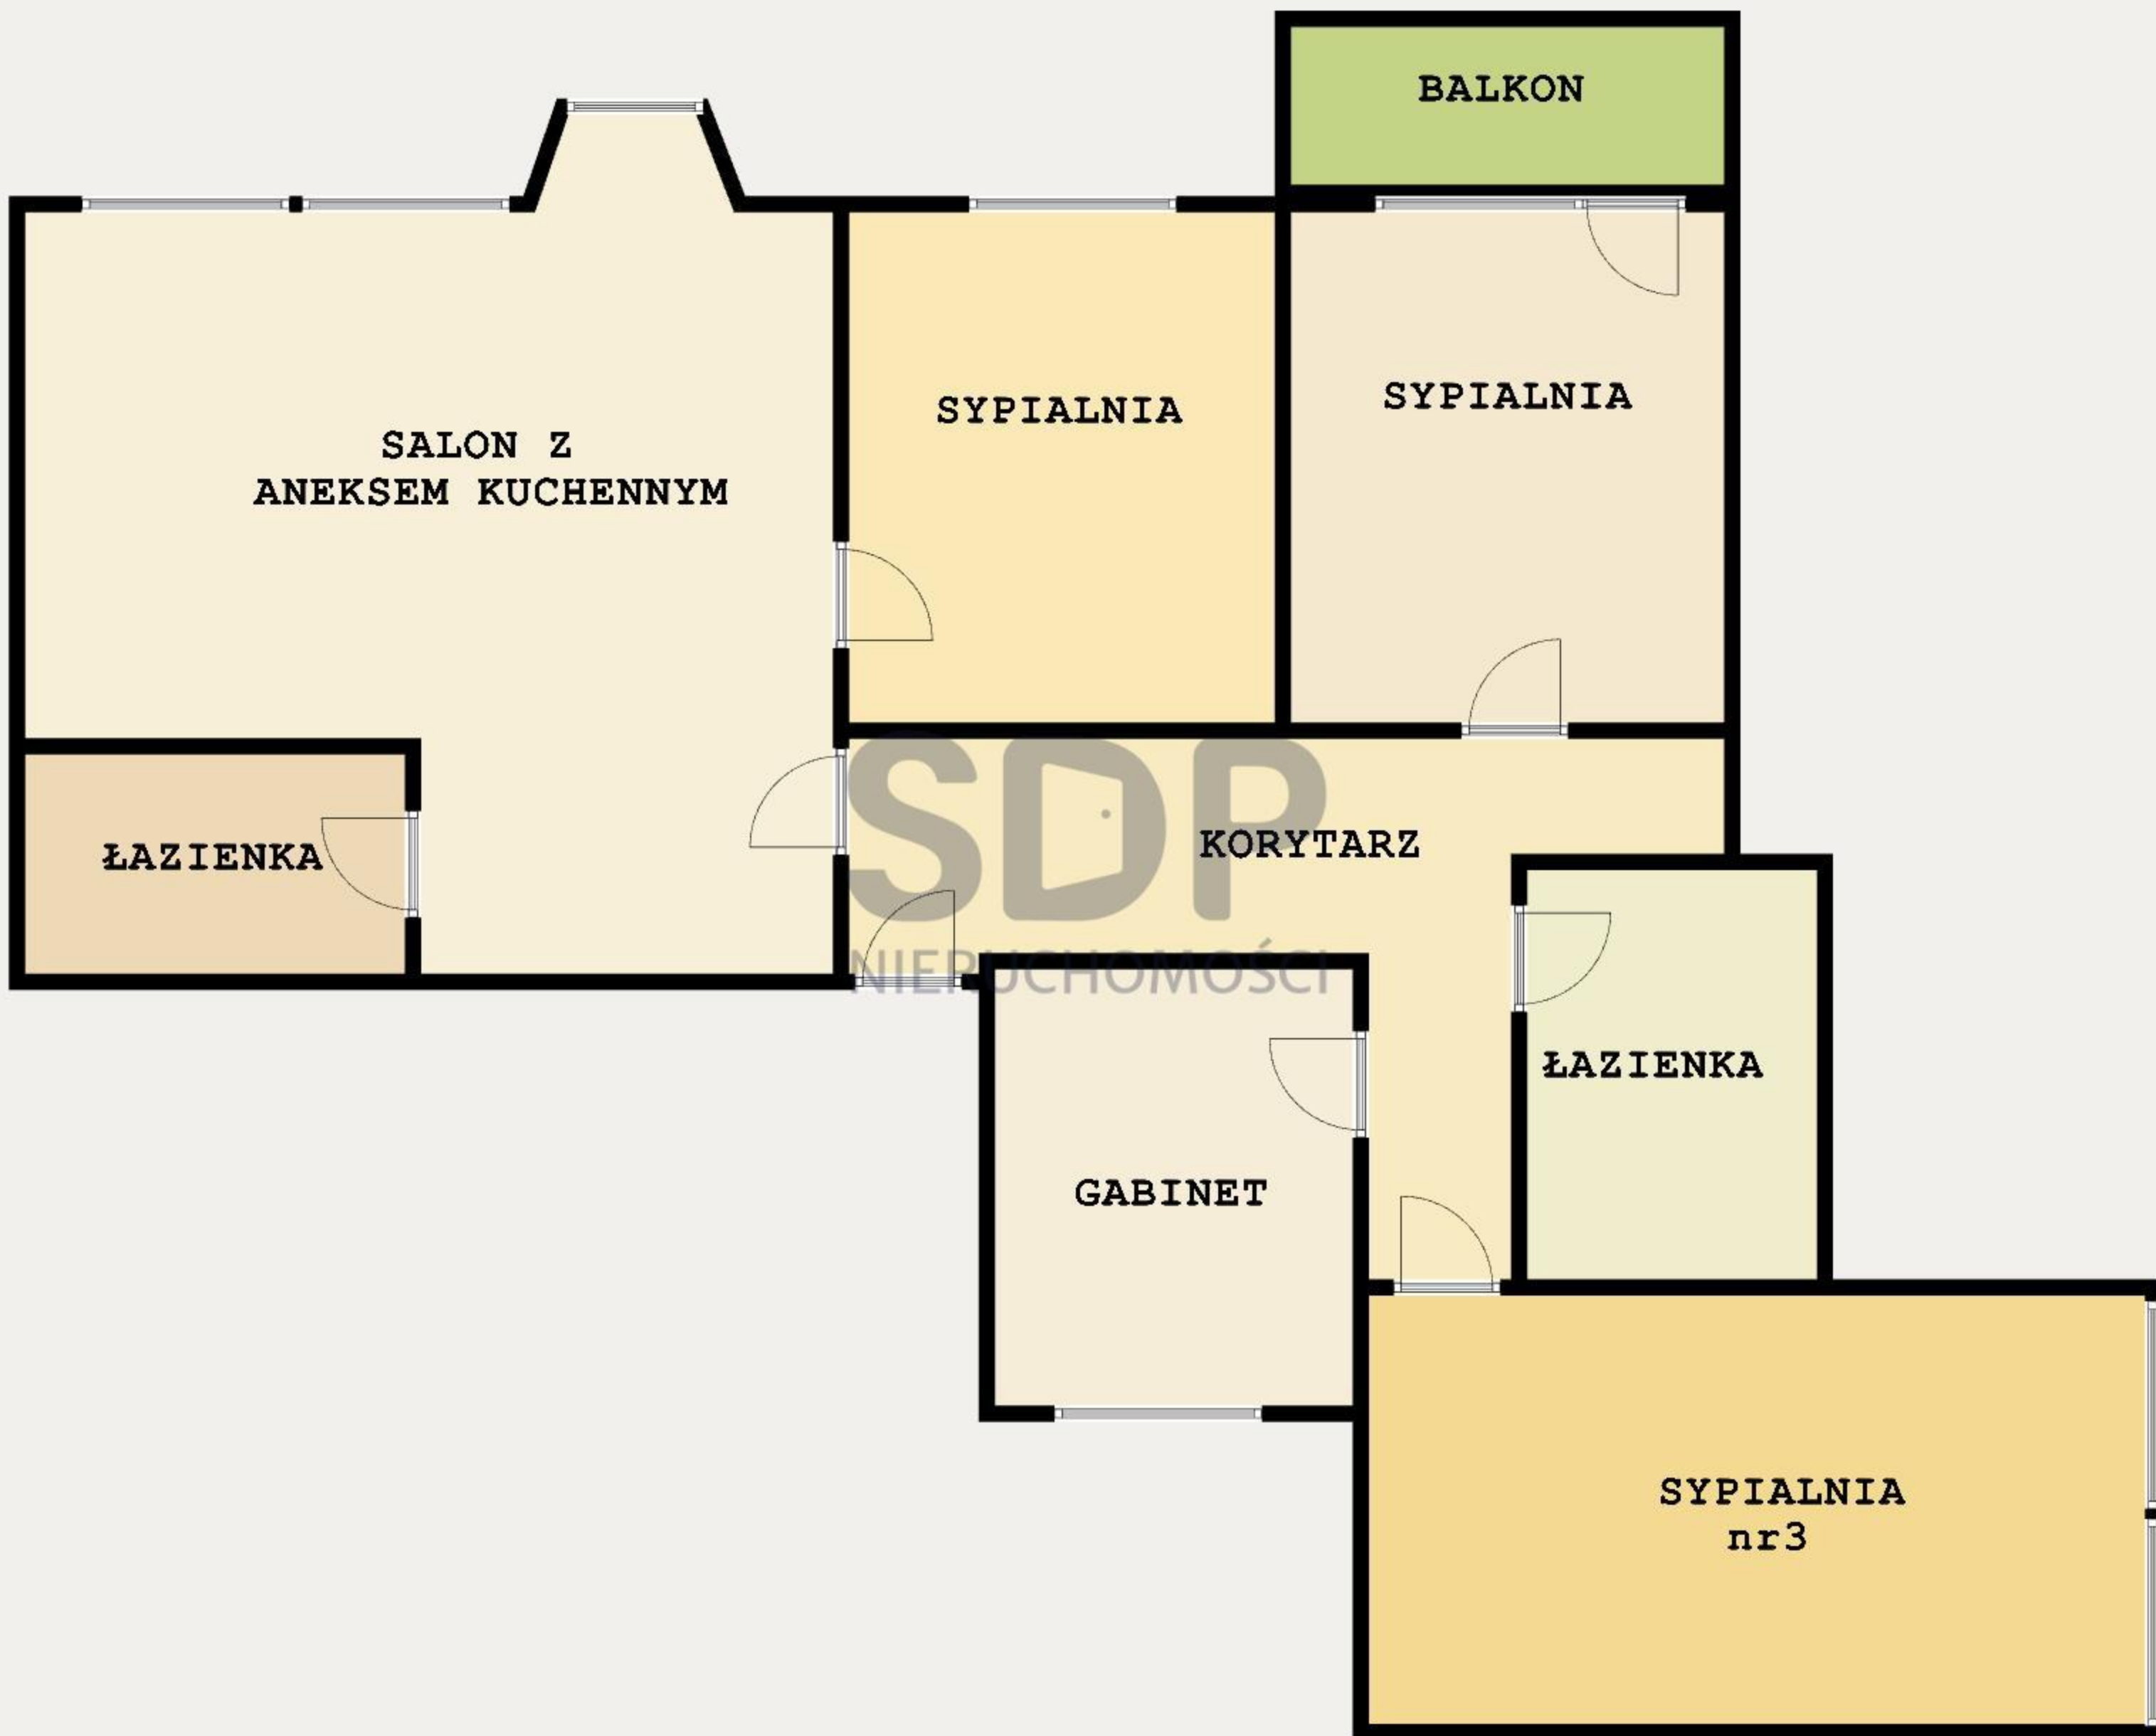 BALKON
SALON Z
ANEKSEM KUCHENNYM
SYPIALNIA
SYPIALNIA
ŁAZIENKA
KORYTARZ
SDP
NIERUCHOMOŚCI
ŁAZIENKA
GABINET
SYPIALNIA
nr3